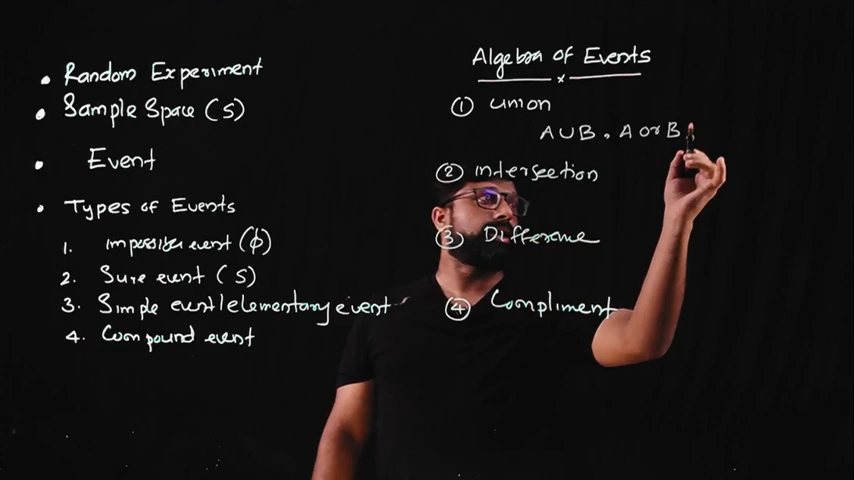 • Random Experiment
• Sample Space (S)
• Event
• Types of Events
1. Impossible event (ϕ)
2. Sure event (S)
3. Simple event/elementary event
4. Compound event
Algebra of Events
① Union
A∪B, A or B
② Intersection
③ Difference
④ Compliment